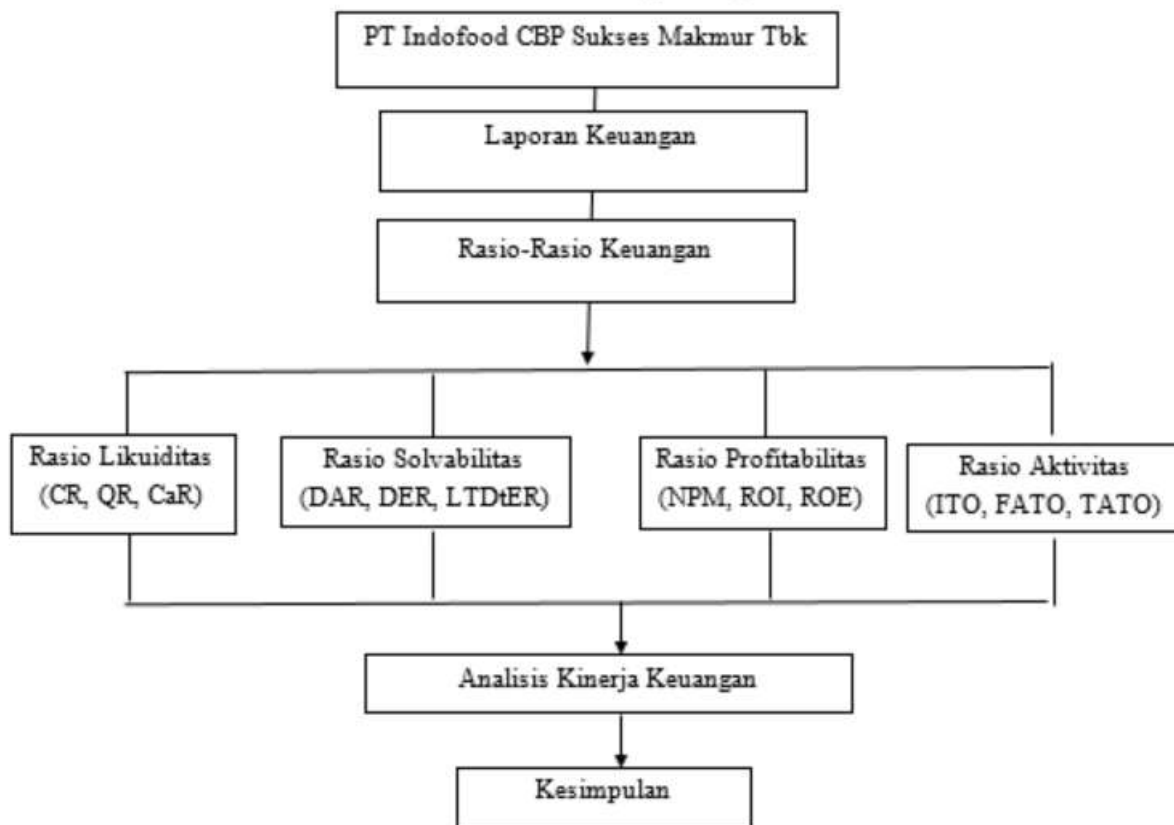 PT Indofood CBP Sukses Makmur Tbk
Laporan Keuangan
Rasio-Rasio Keuangan
Rasio Likuiditas
(CR, QR, CaR)
Rasio Solvabilitas
(DAR, DER, LTDtER)
Rasio Profitabilitas
(NPM, ROI, ROE)
Rasio Aktivitas
(ITO, FATO, TATO)
Analisis Kinerja Keuangan
Kesimpulan